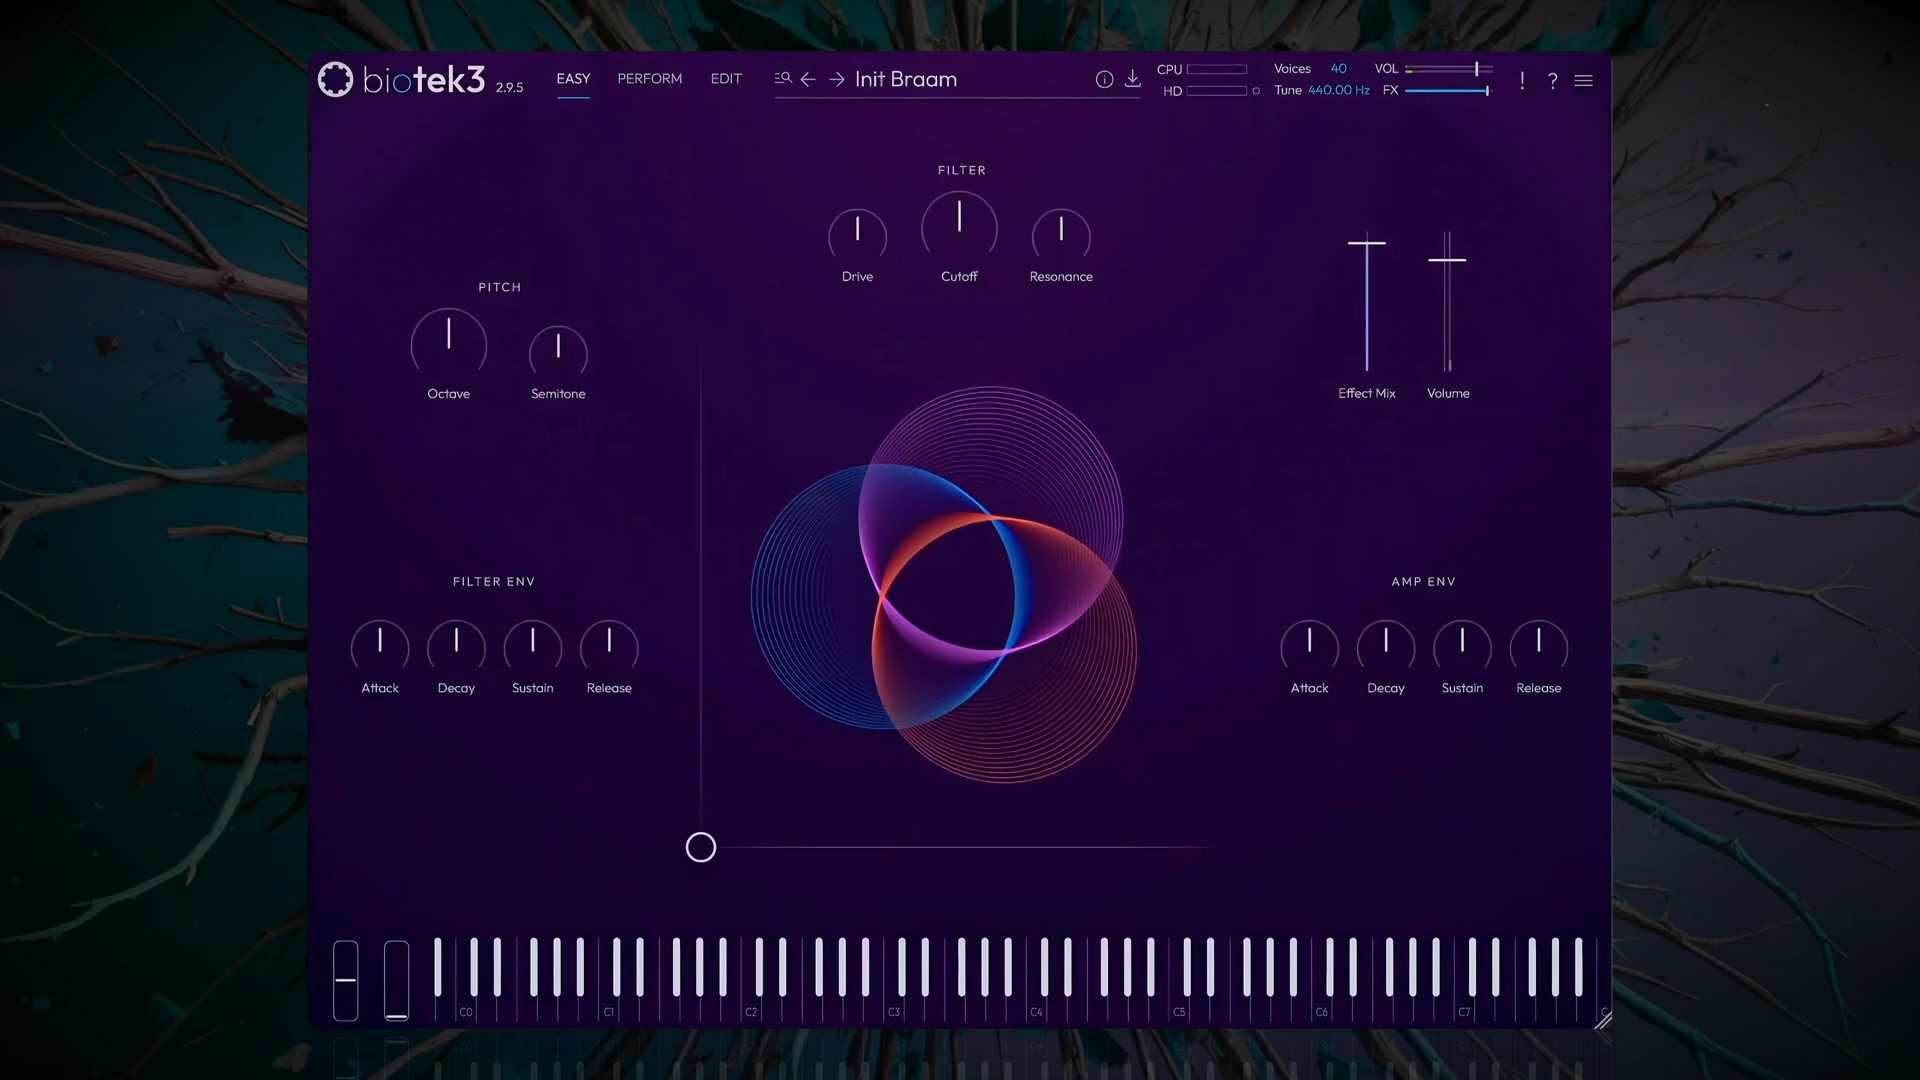 biotek3 2.9.5 EASY PERFORM EDIT Init Braam
CPU Voices 40 VOL
HD Tune 440.00 Hz FX ! ?
FILTER
Drive Cutoff Resonance
PITCH
Octave Semitone
Effect Mix Volume
FILTER ENV
Attack Decay Sustain Release
AMP ENV
Attack Decay Sustain Release
C0 C1 C2 C3 C4 C5 C6 C7